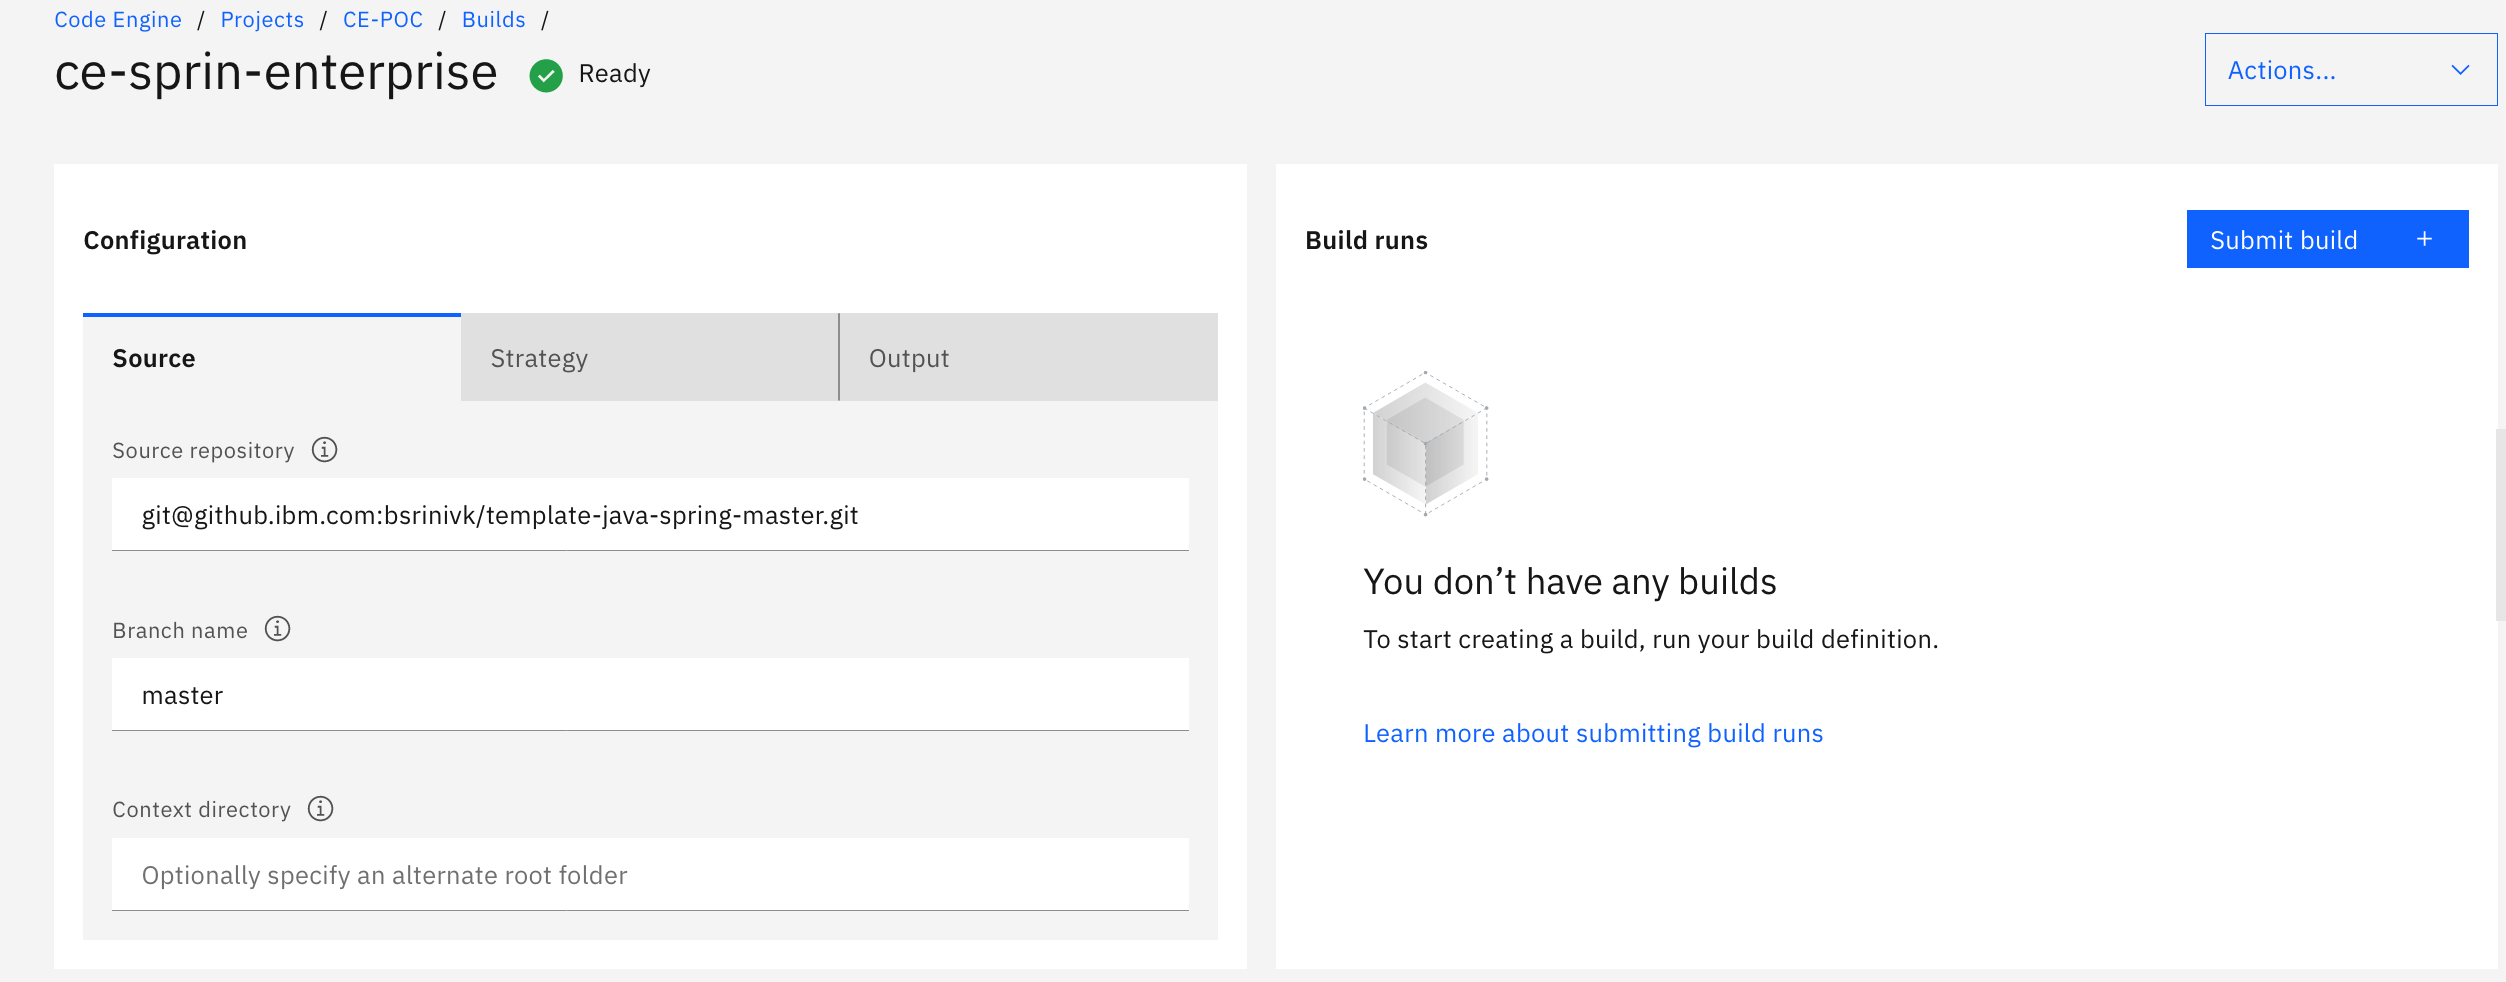 Code Engine / Projects / CE-POC / Builds /
ce-sprin-enterprise Ready
Actions...
Configuration
Source Strategy Output
Source repository
git@github.ibm.com:bsrinivk/template-java-spring-master.git
Branch name
master
Context directory
Optionally specify an alternate root folder
Build runs
Submit build +
You don’t have any builds
To start creating a build, run your build definition.
Learn more about submitting build runs